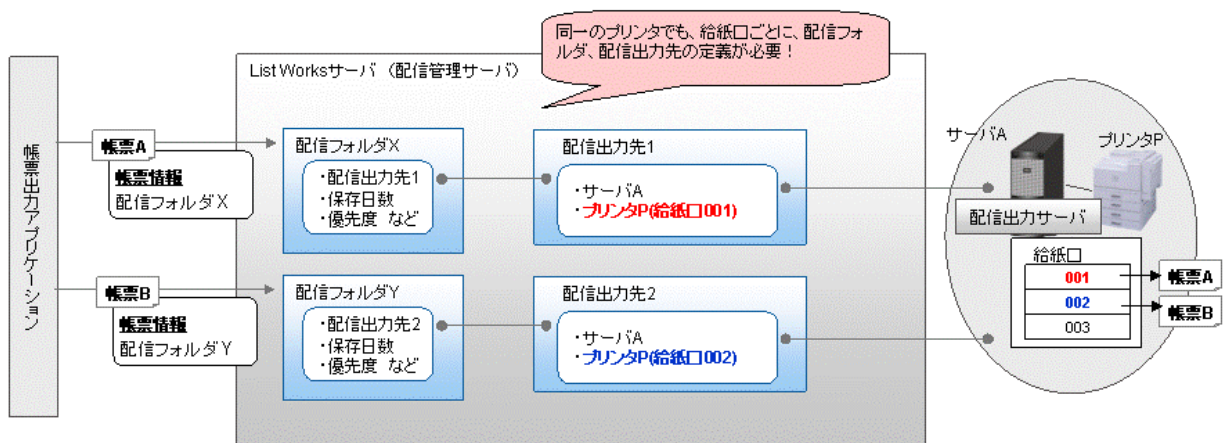 同一のプリンタでも、給紙口ごとに、配信フォ
ルダ、配信出力先の定義が必要！
List Worksサーバ（配信管理サーバ）
帳票出力アプリケーション
帳票A
帳票情報
配信フォルダX
配信フォルダX
・配信出力先1
・保存日数
・優先度 など
配信出力先1
・サーバA
・プリンタP(給紙口001)
帳票B
帳票情報
配信フォルダY
配信フォルダY
・配信出力先2
・保存日数
・優先度 など
配信出力先2
・サーバA
・プリンタP(給紙口002)
サーバA
プリンタP
配信出力サーバ
給紙口
001
002
003
帳票A
帳票B